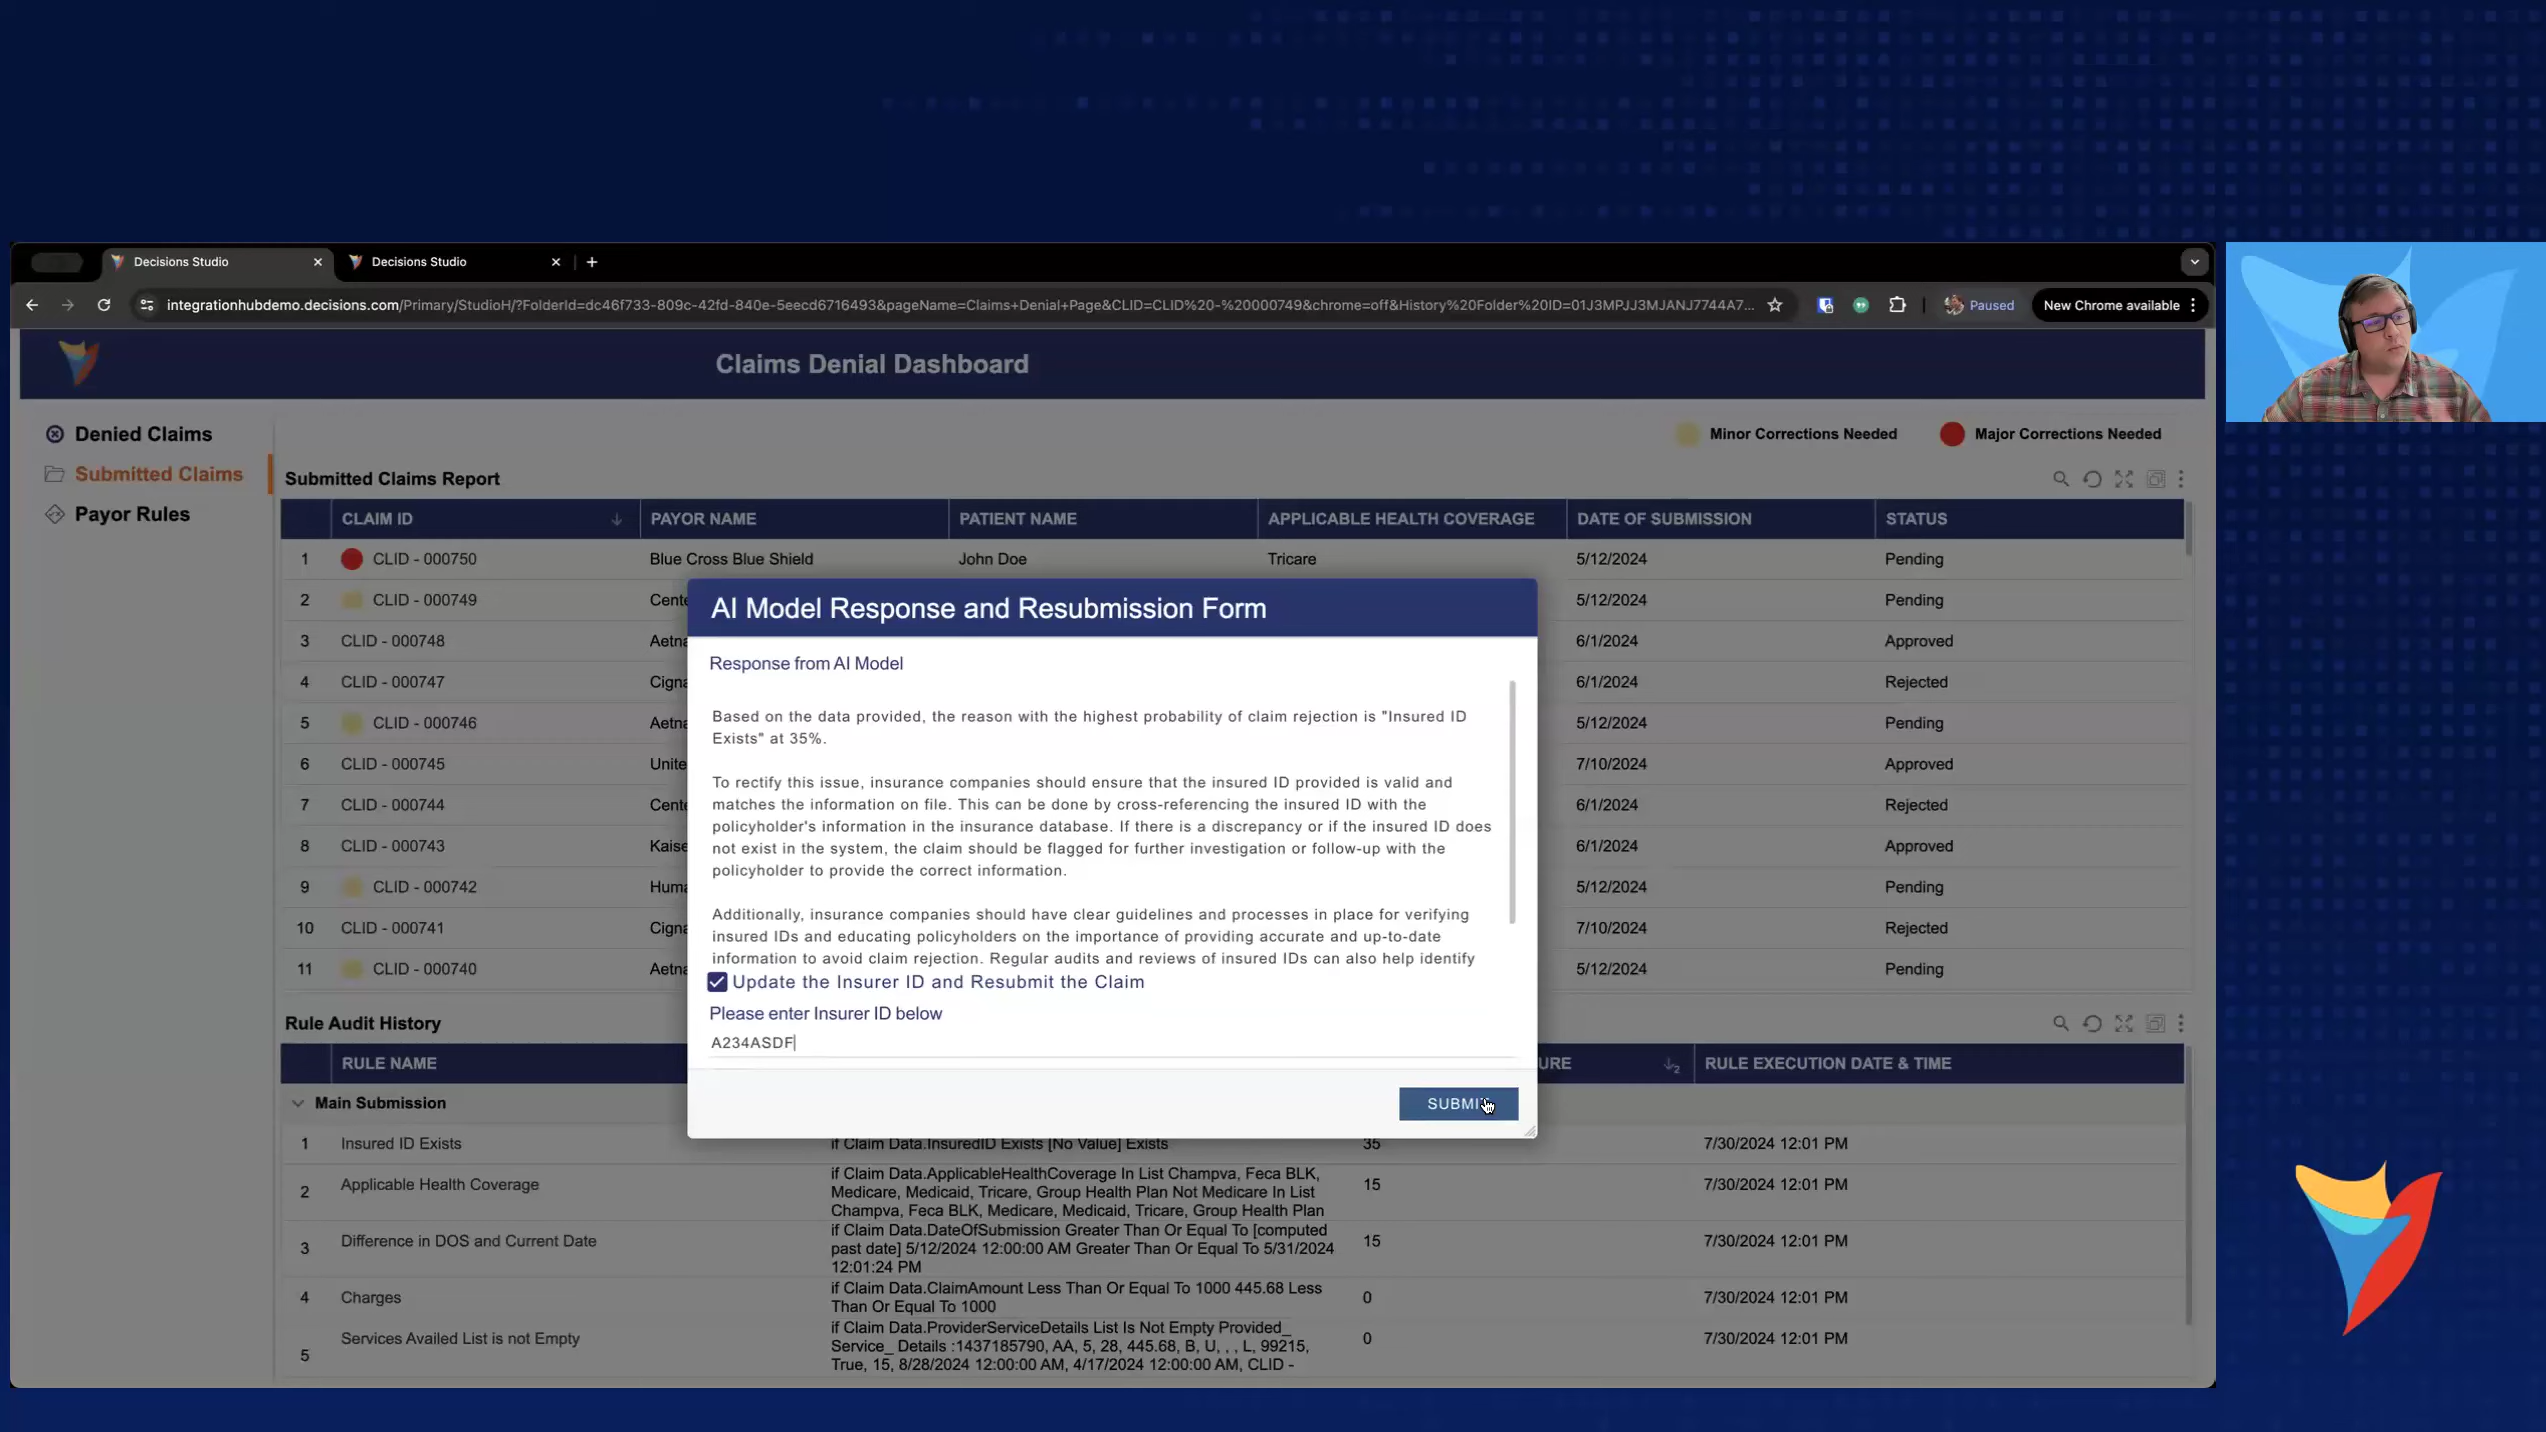 Decisions Studio
Decisions Studio
integrationhubdemo.decisions.com/Primary/StudioH/?FolderId=dc46f733-809c-42fd-840e-5eecd6716493&pageName=Claims+Denial+Page&CLID=CLID%20-%20000749&chrome=off&History%20Folder%20ID=01J3MPJJ3MJANJ7744A7...
Paused
New Chrome available
Claims Denial Dashboard
Denied Claims
Submitted Claims
Payor Rules
Minor Corrections Needed
Major Corrections Needed
Submitted Claims Report
CLAIM ID PAYOR NAME PATIENT NAME APPLICABLE HEALTH COVERAGE DATE OF SUBMISSION STATUS
1 CLID - 000750 Blue Cross Blue Shield John Doe Tricare 5/12/2024 Pending
2 CLID - 000749 Cente 5/12/2024 Pending
3 CLID - 000748 Aetna 6/1/2024 Approved
4 CLID - 000747 Cigna 6/1/2024 Rejected
5 CLID - 000746 Aetna 5/12/2024 Pending
6 CLID - 000745 Unite 7/10/2024 Approved
7 CLID - 000744 Cente 6/1/2024 Rejected
8 CLID - 000743 Kaise 6/1/2024 Approved
9 CLID - 000742 Huma 5/12/2024 Pending
10 CLID - 000741 Cigna 7/10/2024 Rejected
11 CLID - 000740 Aetna 5/12/2024 Pending
AI Model Response and Resubmission Form
Response from AI Model
Based on the data provided, the reason with the highest probability of claim rejection is "Insured ID
Exists" at 35%.
To rectify this issue, insurance companies should ensure that the insured ID provided is valid and
matches the information on file. This can be done by cross-referencing the insured ID with the
policyholder's information in the insurance database. If there is a discrepancy or if the insured ID does
not exist in the system, the claim should be flagged for further investigation or follow-up with the
policyholder to provide the correct information.
Additionally, insurance companies should have clear guidelines and processes in place for verifying
insured IDs and educating policyholders on the importance of providing accurate and up-to-date
information to avoid claim rejection. Regular audits and reviews of insured IDs can also help identify
Update the Insurer ID and Resubmit the Claim
Please enter Insurer ID below
A234ASDF
SUBMIT
Rule Audit History
RULE NAME URE 2 RULE EXECUTION DATE & TIME
Main Submission
1 Insured ID Exists if Claim Data.InsuredID Exists [No Value] Exists 35 7/30/2024 12:01 PM
2 Applicable Health Coverage if Claim Data.ApplicableHealthCoverage In List Champva, Feca BLK, 15 7/30/2024 12:01 PM
Medicare, Medicaid, Tricare, Group Health Plan Not Medicare In List
Champva, Feca BLK, Medicare, Medicaid, Tricare, Group Health Plan
3 Difference in DOS and Current Date if Claim Data.DateOfSubmission Greater Than Or Equal To [computed 15 7/30/2024 12:01 PM
past date] 5/12/2024 12:00:00 AM Greater Than Or Equal To 5/31/2024
12:01:24 PM
4 Charges if Claim Data.ClaimAmount Less Than Or Equal To 1000 445.68 Less 0 7/30/2024 12:01 PM
Than Or Equal To 1000
5 Services Availed List is not Empty if Claim Data.ProviderServiceDetails List Is Not Empty Provided_ 0 7/30/2024 12:01 PM
Service_ Details :1437185790, AA, 5, 28, 445.68, B, U, , , L, 99215,
True, 15, 8/28/2024 12:00:00 AM, 4/17/2024 12:00:00 AM, CLID -